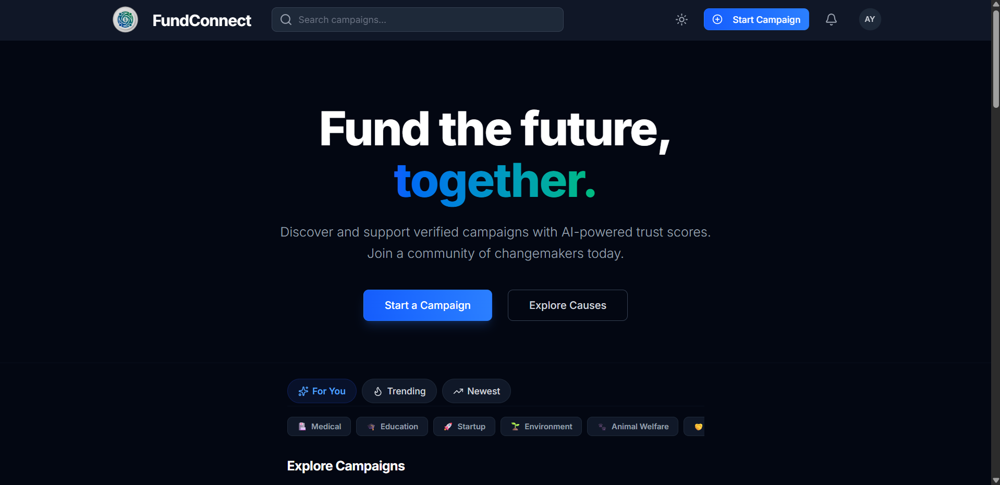 FundConnect
Search campaigns...
Start Campaign
AY
Fund the future,
together.
Discover and support verified campaigns with AI-powered trust scores.
Join a community of changemakers today.
Start a Campaign
Explore Causes
For You
Trending
Newest
Medical
Education
Startup
Environment
Animal Welfare
Explore Campaigns